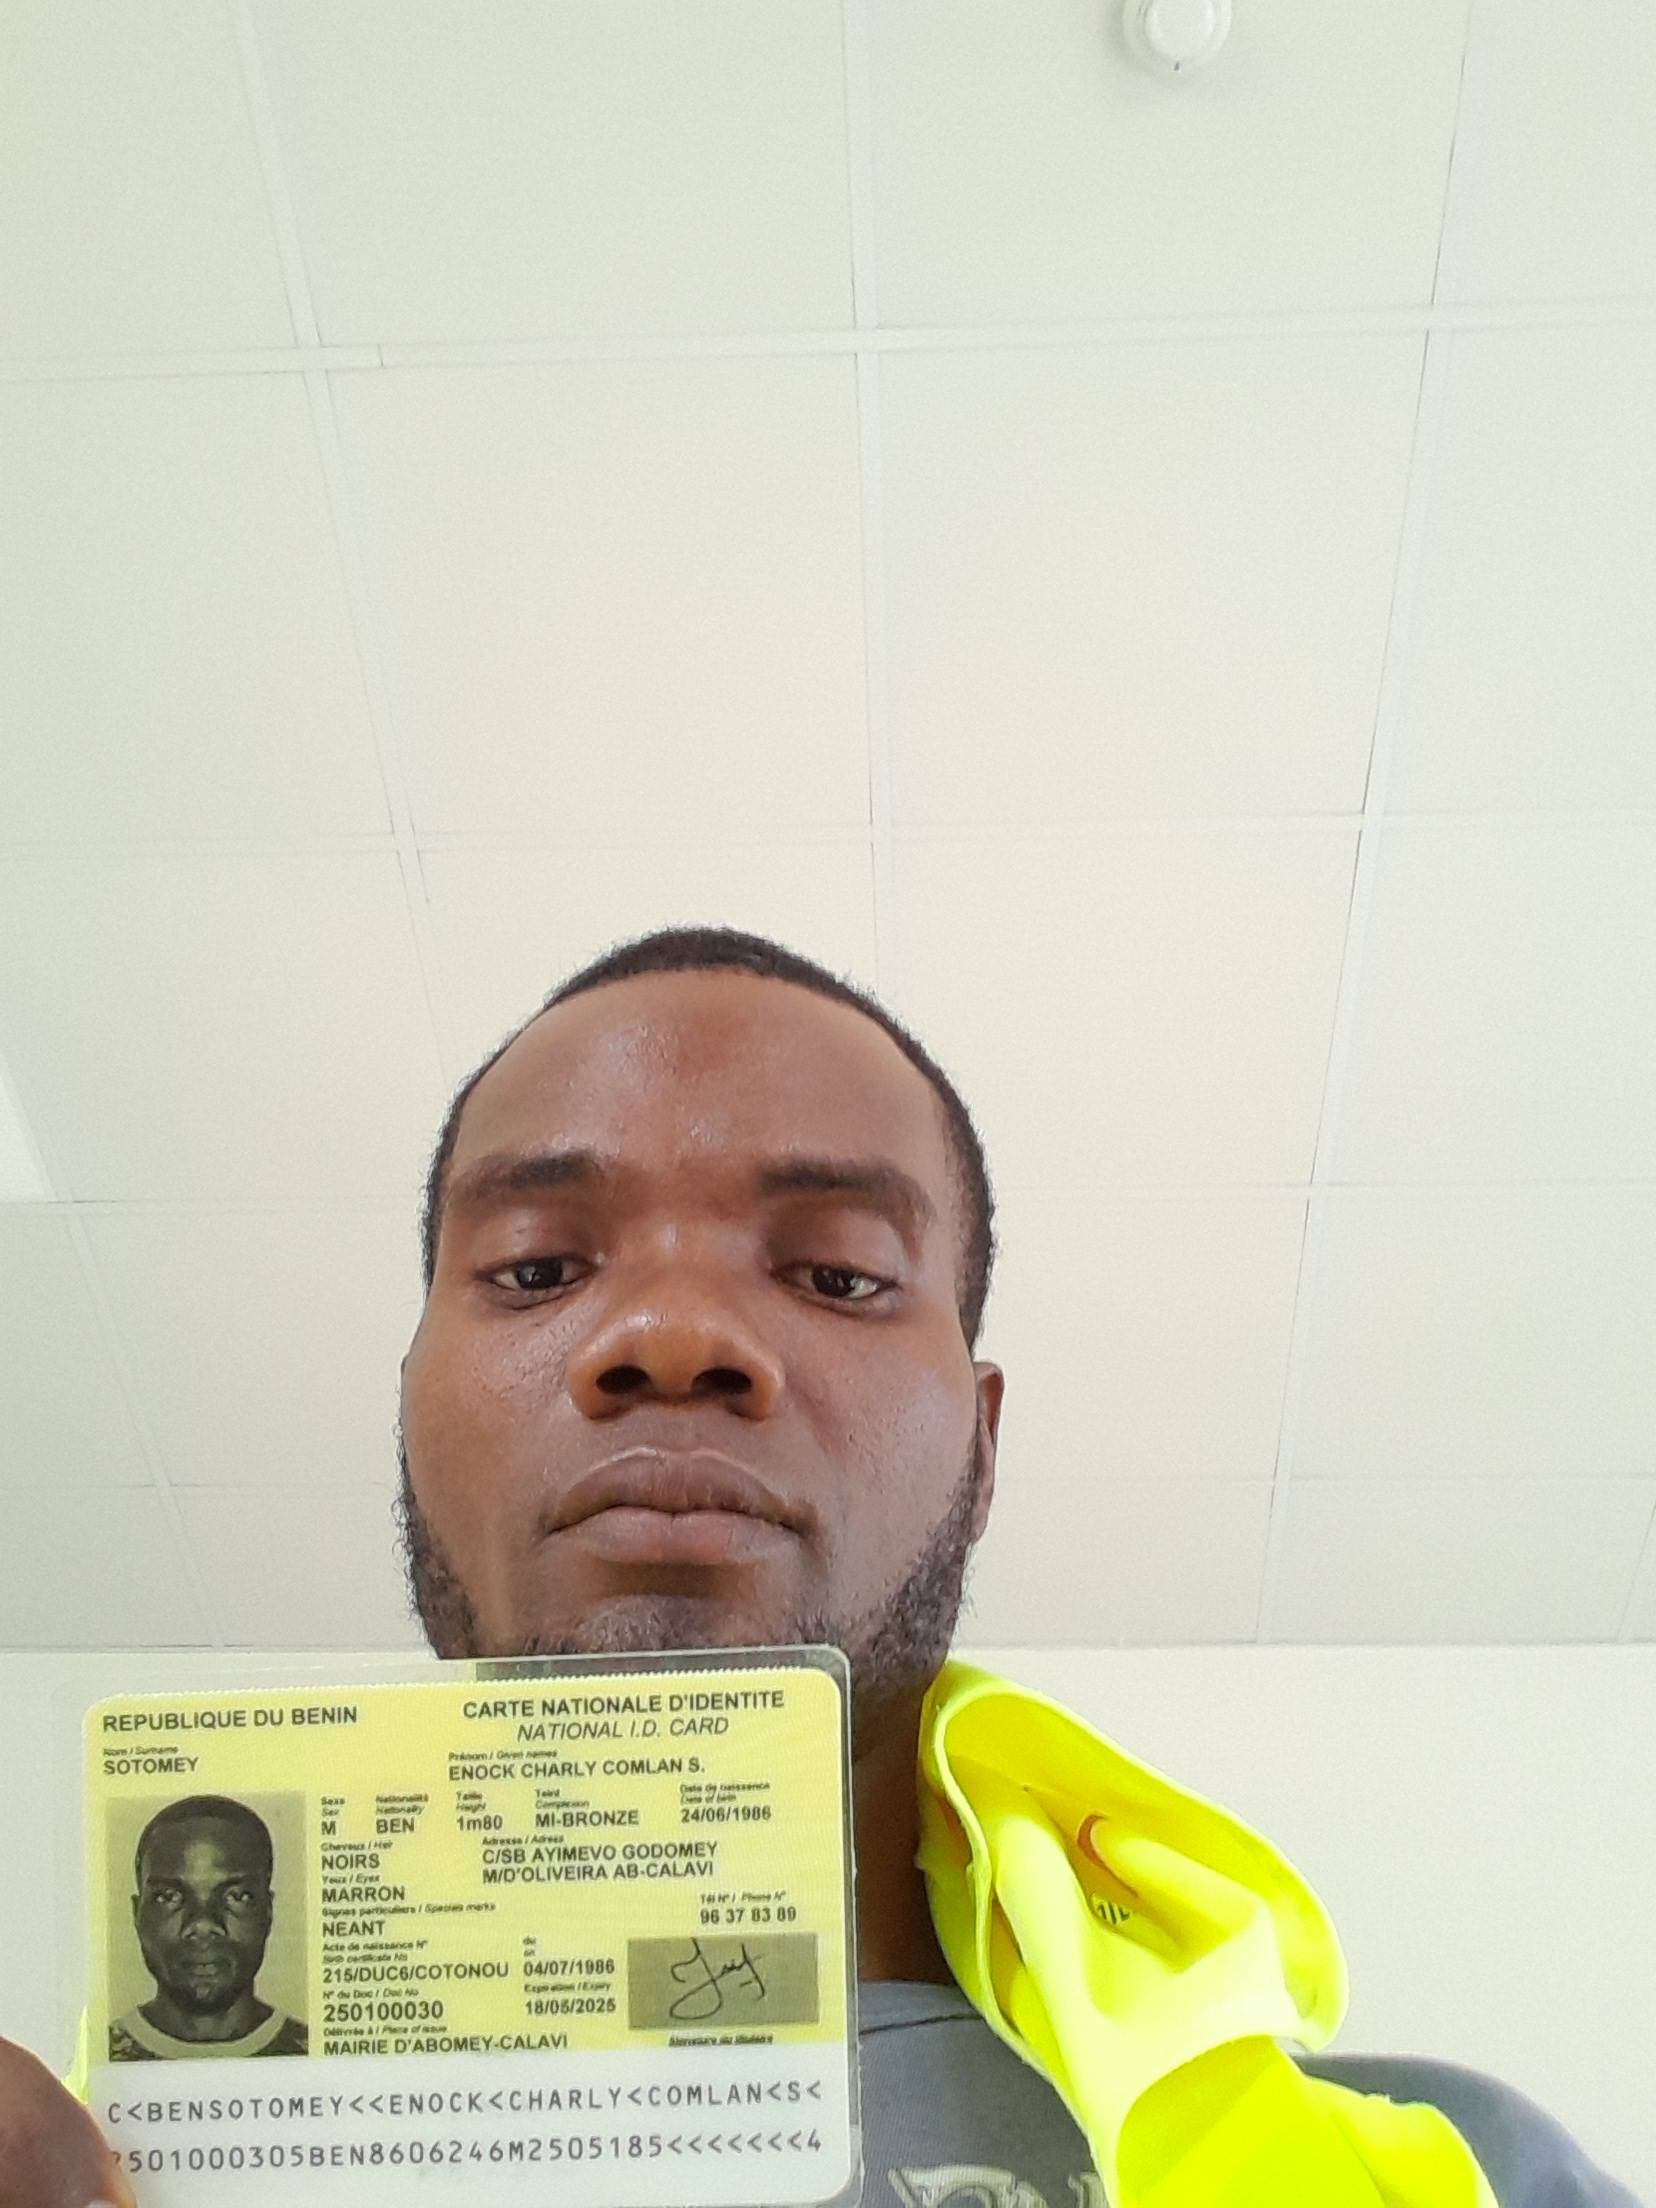 REPUBLIQUE DU BENIN
CARTE NATIONALE D'IDENTITE
NATIONAL I.D. CARD
Nom / Surname
SOTOMEY
Prénom / Given names
ENOCK CHARLY COMLAN S.
Sexe Nationalité Taille Teint Date de naissance
Sex Nationality Height Complexion Date of birth
M BEN 1m80 MI-BRONZE 24/06/1986
Cheveux / Hair
NOIRS
Adresse / Adress
C/SB AYIMEVO GODOMEY
M/D'OLIVEIRA AB-CALAVI
Yeux / Eyes
MARRON
Signes particuliers / Specials marks
NEANT
Tél N° / Phone N°
96 37 83 89
Acte de naissance N° du
Birth certificate No on
215/DUC6/COTONOU 04/07/1986
N° du Doc / Doc No Expiration / Expiry
250100030 18/05/2025
Délivrée à / Place of issue
MAIRIE D'ABOMEY-CALAVI
Signature du titulaire
C<BENSOTOMEY<<ENOCK<CHARLY<COMLAN<S<
2501000305BEN8606246M2505185<<<<<<<4